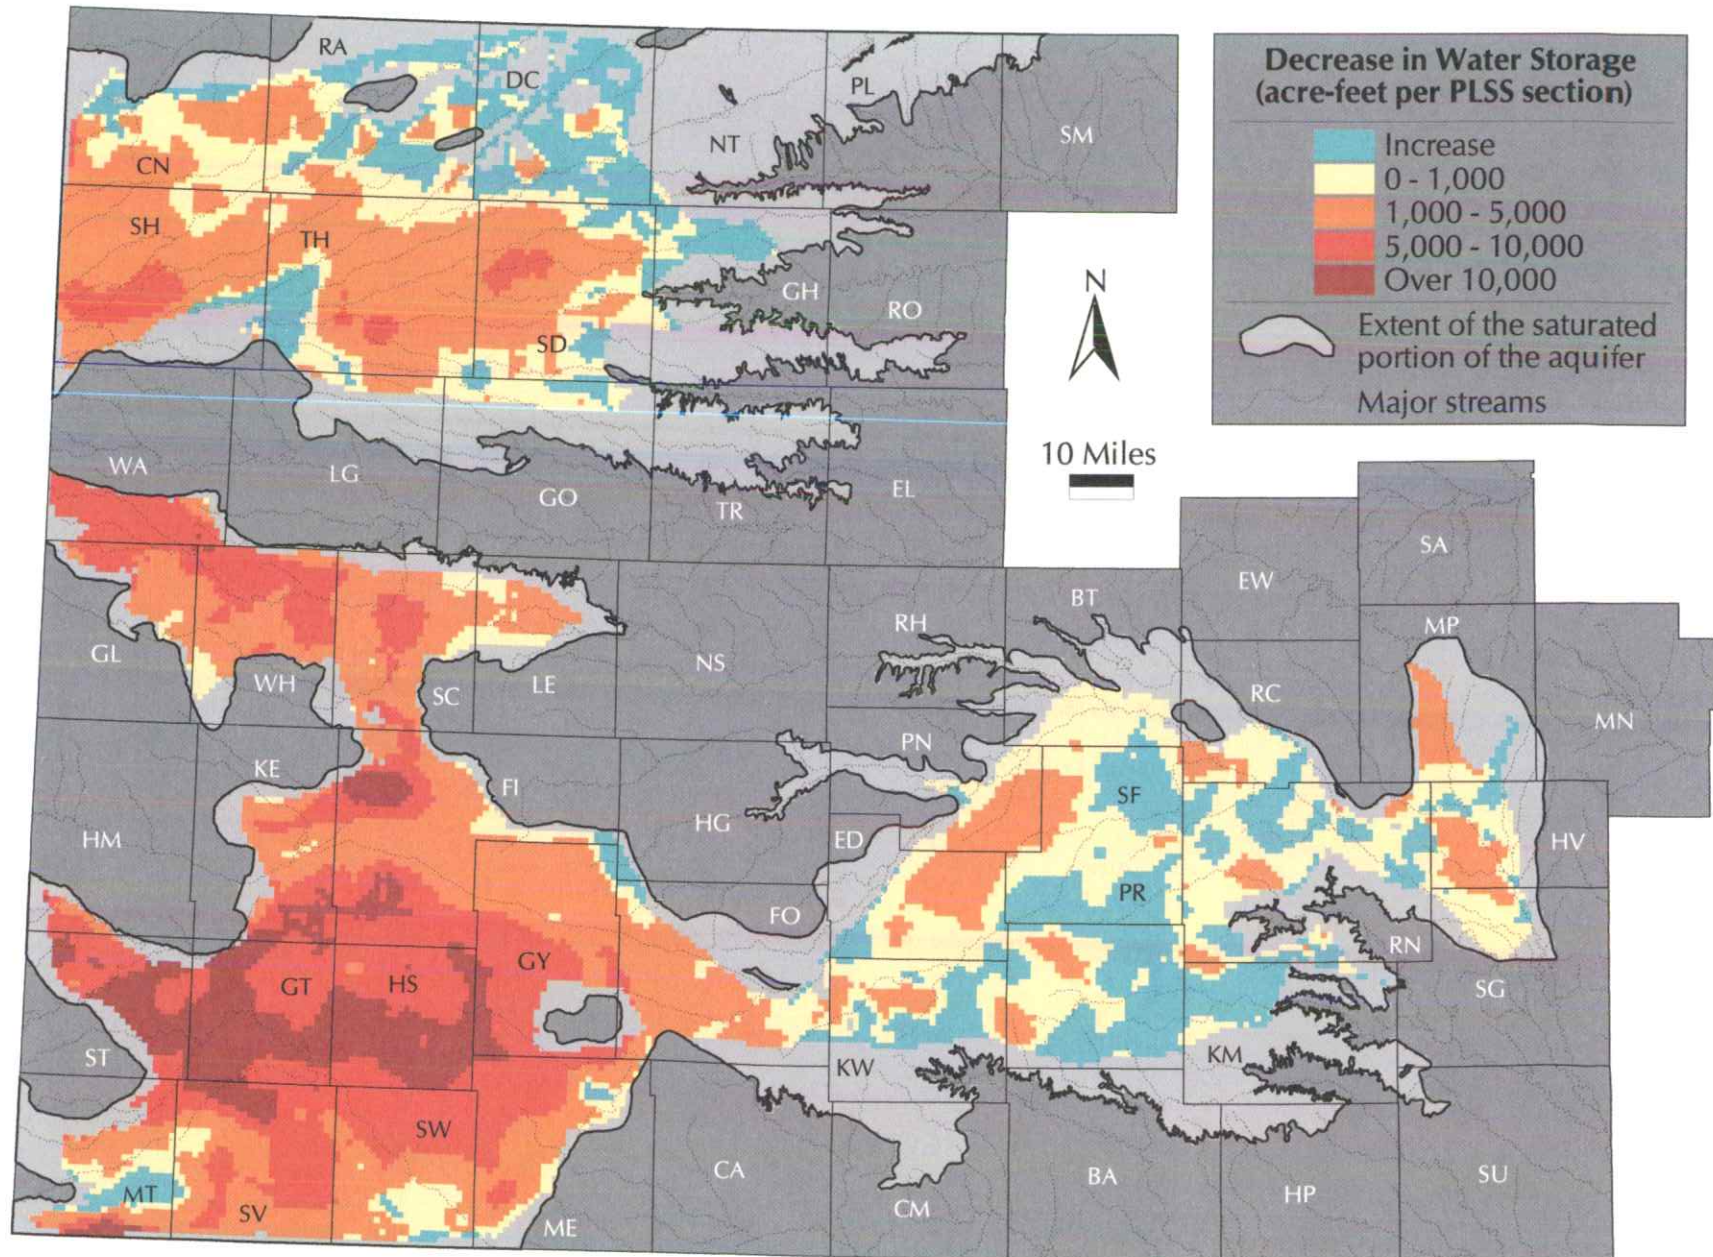 Decrease in Water Storage
(acre-feet per PLSS section)
Increase
0 - 1,000
1,000 - 5,000
5,000 - 10,000
Over 10,000
Extent of the saturated
portion of the aquifer
Major streams
N
10 Miles
RA
DC
NT
PL
SM
CN
SH
TH
SD
GH
RO
WA
LG
GO
TR
EL
GL
WH
SC
LE
NS
RH
BT
EW
SA
MP
RC
MN
KE
FI
PN
HM
HG
ED
SF
HV
FO
PR
RN
GT
HS
GY
SG
ST
KW
KM
SW
MT
SV
ME
CA
CM
BA
HP
SU